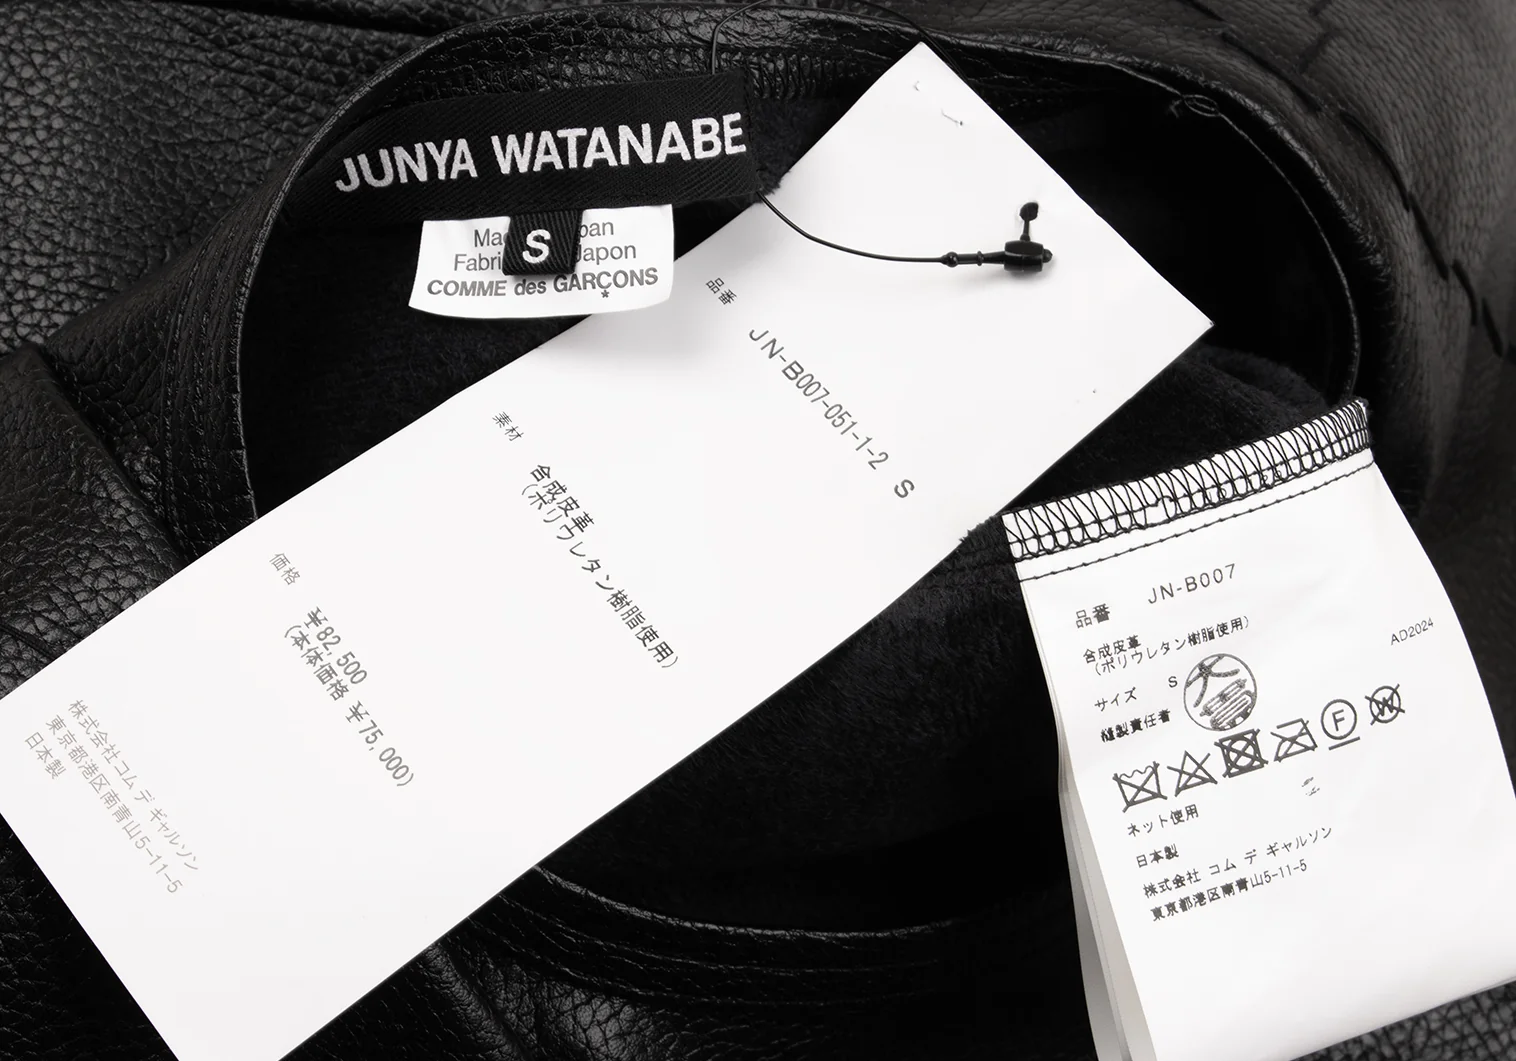 JUNYA WATANABE
S
COMME des GARÇONS
*
品番
JN-B007-051-1-2 S
素材
合成皮革
(ポリウレタン樹脂使用)
価格
¥82,500
(本体価格 ¥75,000)
株式会社コム デ ギャルソン
東京都港区南青山5-11-5
日本製
品番 JN-B007
合成皮革
(ポリウレタン樹脂使用)
AD2024
サイズ S
縫製責任者
F
W
ネット使用
日本製
株式会社 コム デ ギャルソン
東京都港区南青山5-11-5